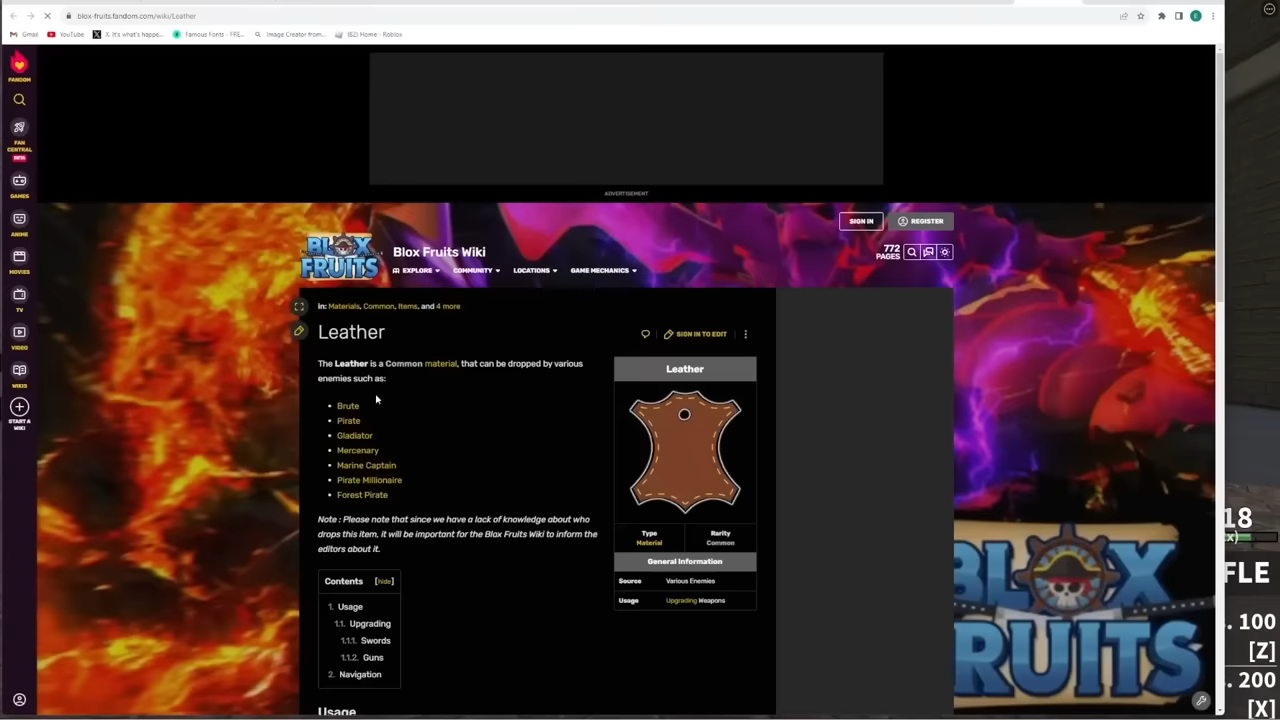 blox-fruits.fandom.com/wiki/Leather
Gmail
YouTube
X. It's what's happe...
Famous Fonts - FRE...
Image Creator from...
(82) Home - Roblox
FANDOM
FAN CENTRAL
BETA
GAMES
ANIME
MOVIES
TV
VIDEO
WIKIS
START A WIKI
ADVERTISEMENT
SIGN IN
REGISTER
BLOX FRUITS
Blox Fruits Wiki
772 PAGES
EXPLORE
COMMUNITY
LOCATIONS
GAME MECHANICS
in: Materials, Common, Items, and 4 more
Leather
SIGN IN TO EDIT
The Leather is a Common material, that can be dropped by various
enemies such as:
Brute
Pirate
Gladiator
Mercenary
Marine Captain
Pirate Millionaire
Forest Pirate
Note : Please note that since we have a lack of knowledge about who
drops this item, it will be important for the Blox Fruits Wiki to inform the
editors about it.
Contents [hide]
1. Usage
1.1. Upgrading
1.1.1. Swords
1.1.2. Guns
2. Navigation
Usage
Leather
Type
Material
Rarity
Common
General Information
Source Various Enemies
Usage Upgrading Weapons
BLOX
FRUITS
18
x)
FLE
. 100
[Z]
. 200
[X]